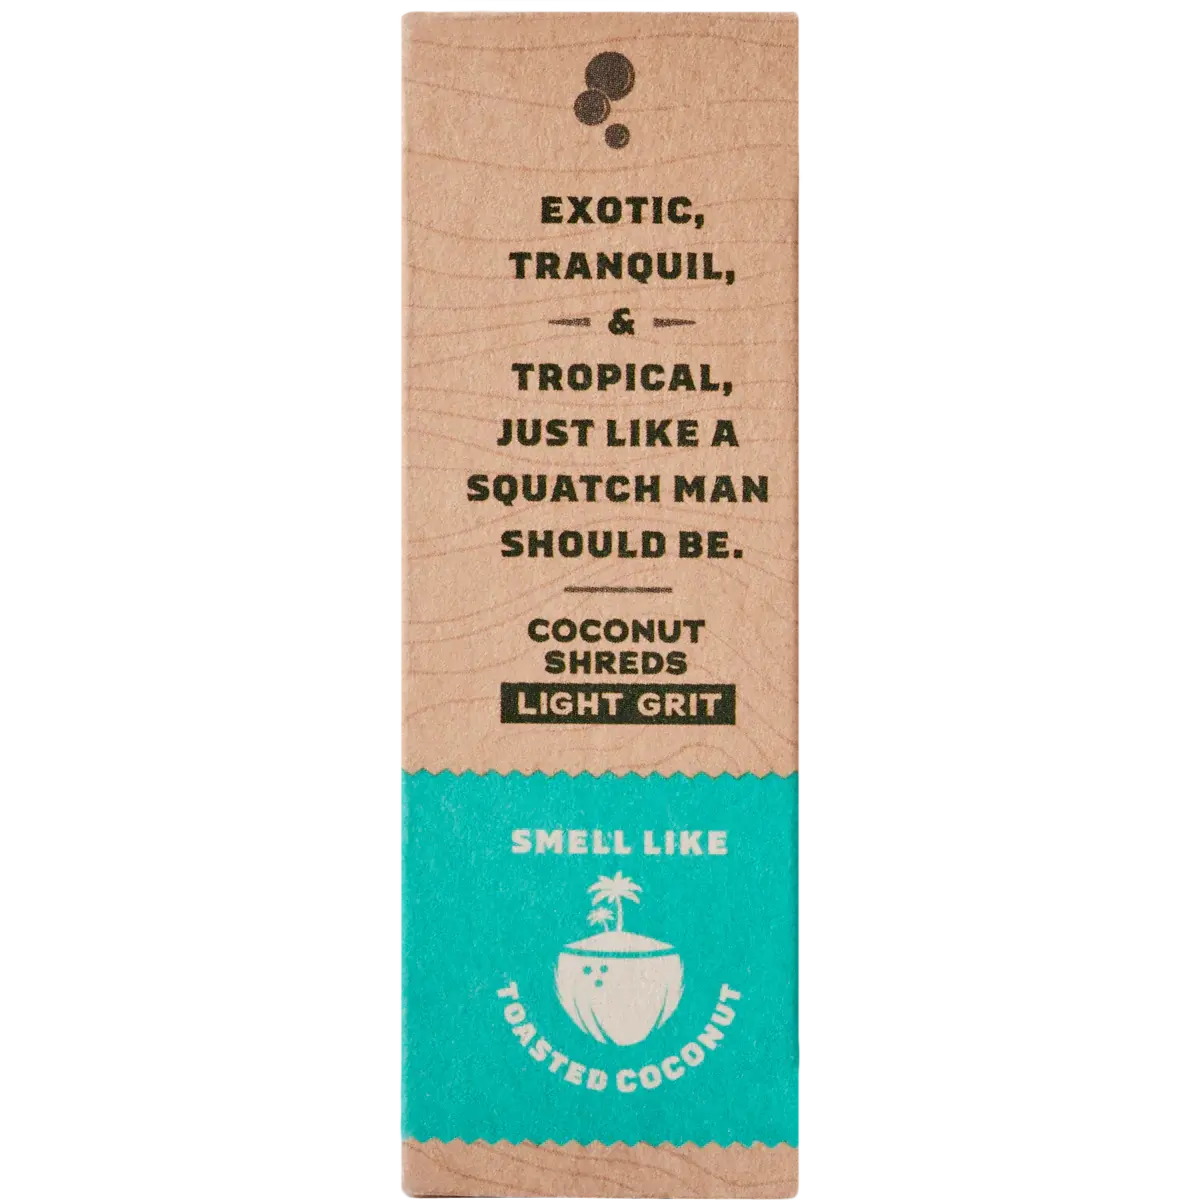 EXOTIC,
TRANQUIL,
&
TROPICAL,
JUST LIKE A
SQUATCH MAN
SHOULD BE.
COCONUT
SHREDS
LIGHT GRIT
SMELL LIKE
TOASTED COCONUT